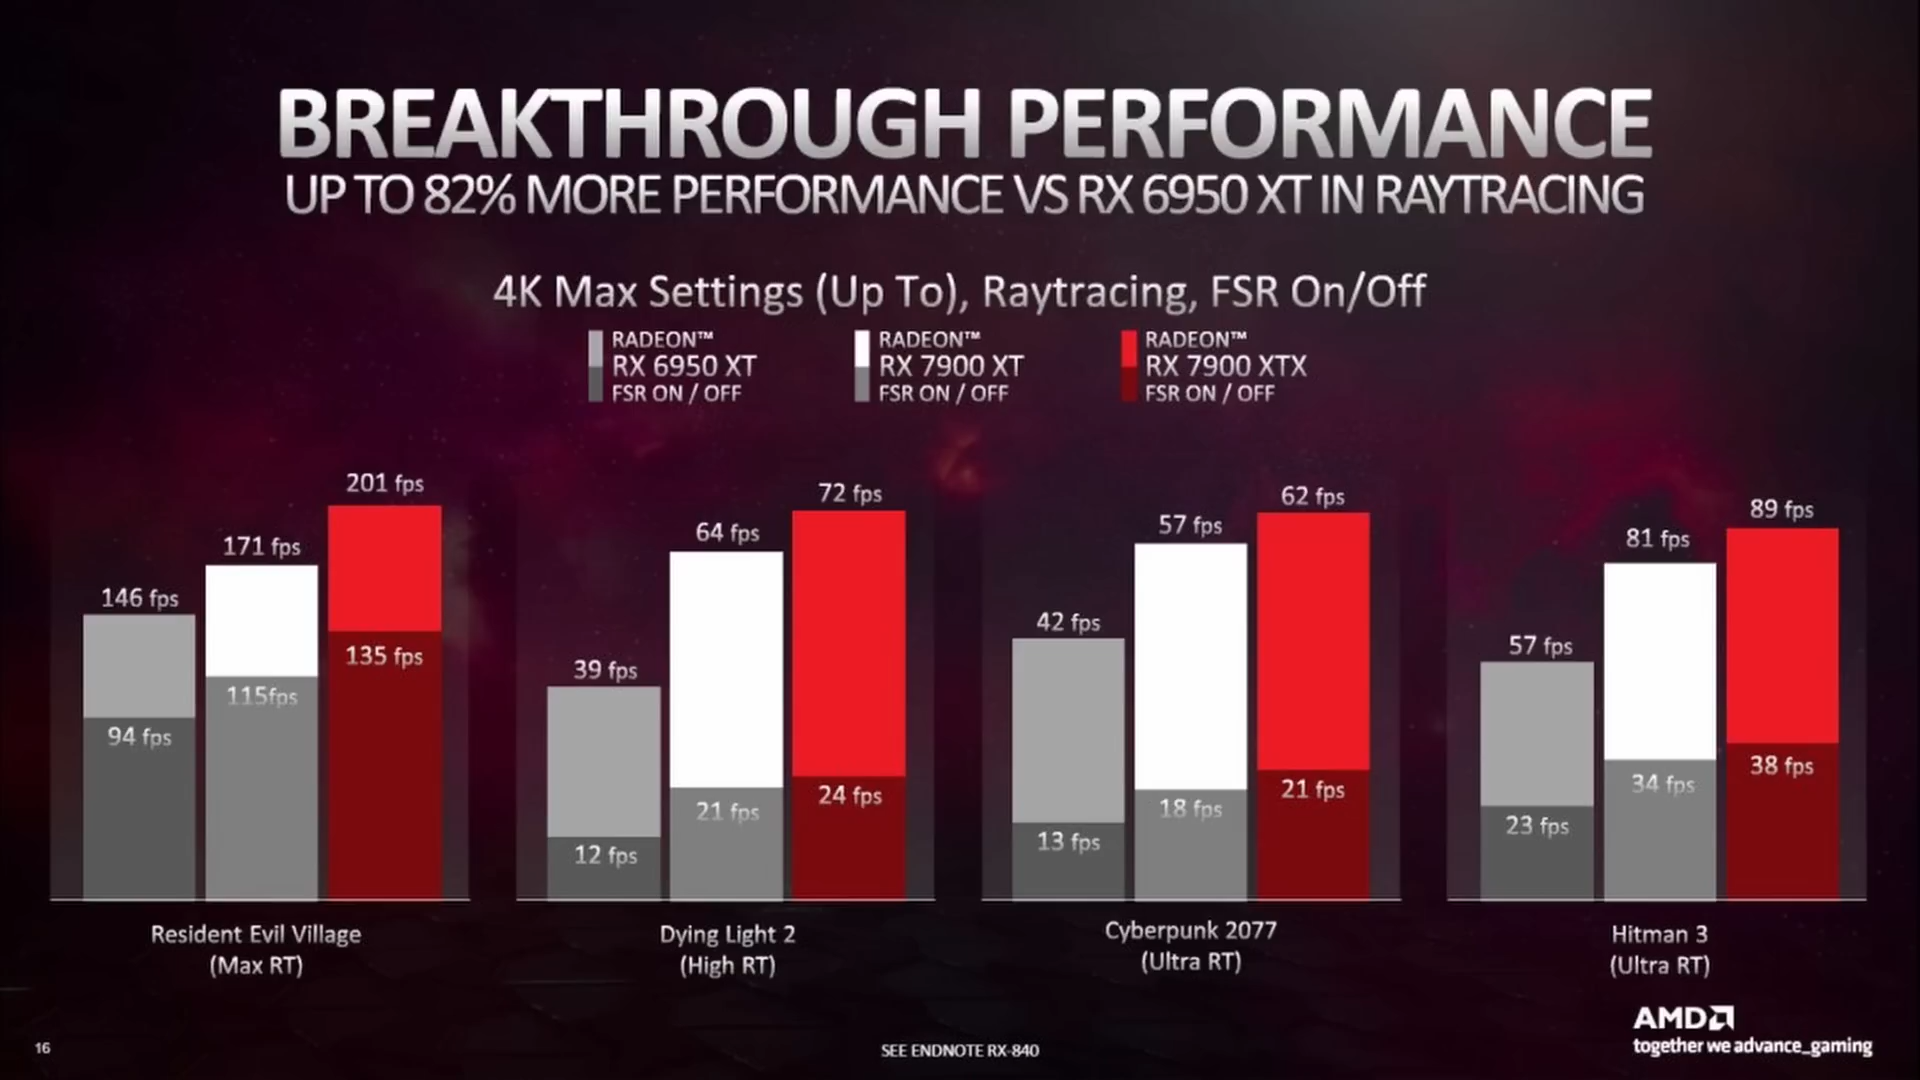 BREAKTHROUGH PERFORMANCE
UP TO 82% MORE PERFORMANCE VS RX 6950 XT IN RAYTRACING
4K Max Settings (Up To), Raytracing, FSR On/Off
RADEON™
RX 6950 XT
FSR ON / OFF
RADEON™
RX 7900 XT
FSR ON / OFF
RADEON™
RX 7900 XTX
FSR ON / OFF
146 fps
94 fps
171 fps
115fps
201 fps
135 fps
Resident Evil Village
(Max RT)
39 fps
12 fps
64 fps
21 fps
72 fps
24 fps
Dying Light 2
(High RT)
42 fps
13 fps
57 fps
18 fps
62 fps
21 fps
Cyberpunk 2077
(Ultra RT)
57 fps
23 fps
81 fps
34 fps
89 fps
38 fps
Hitman 3
(Ultra RT)
16
SEE ENDNOTE RX-840
AMD
together we advance_gaming